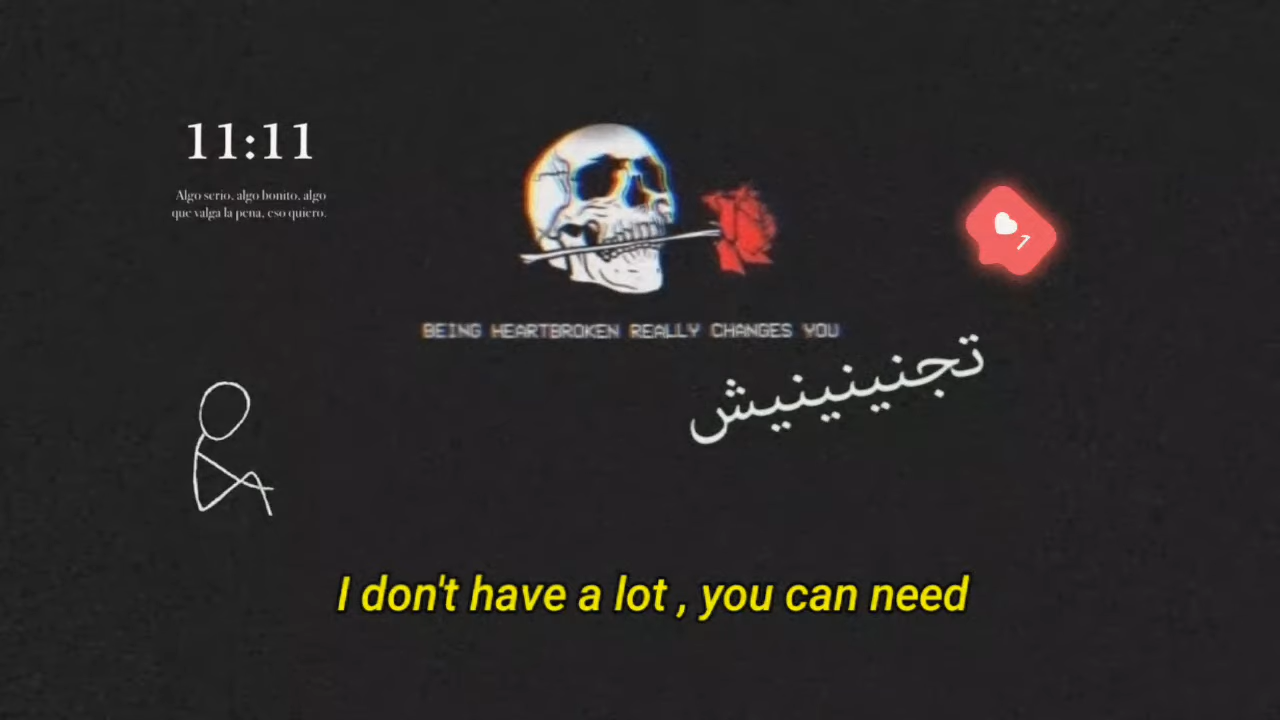 11:11
Algo serio, algo bonito, algo
que valga la pena, eso quiero.
1
BEING HEARTBROKEN REALLY CHANGES YOU
تجنينينيش
I don't have a lot , you can need